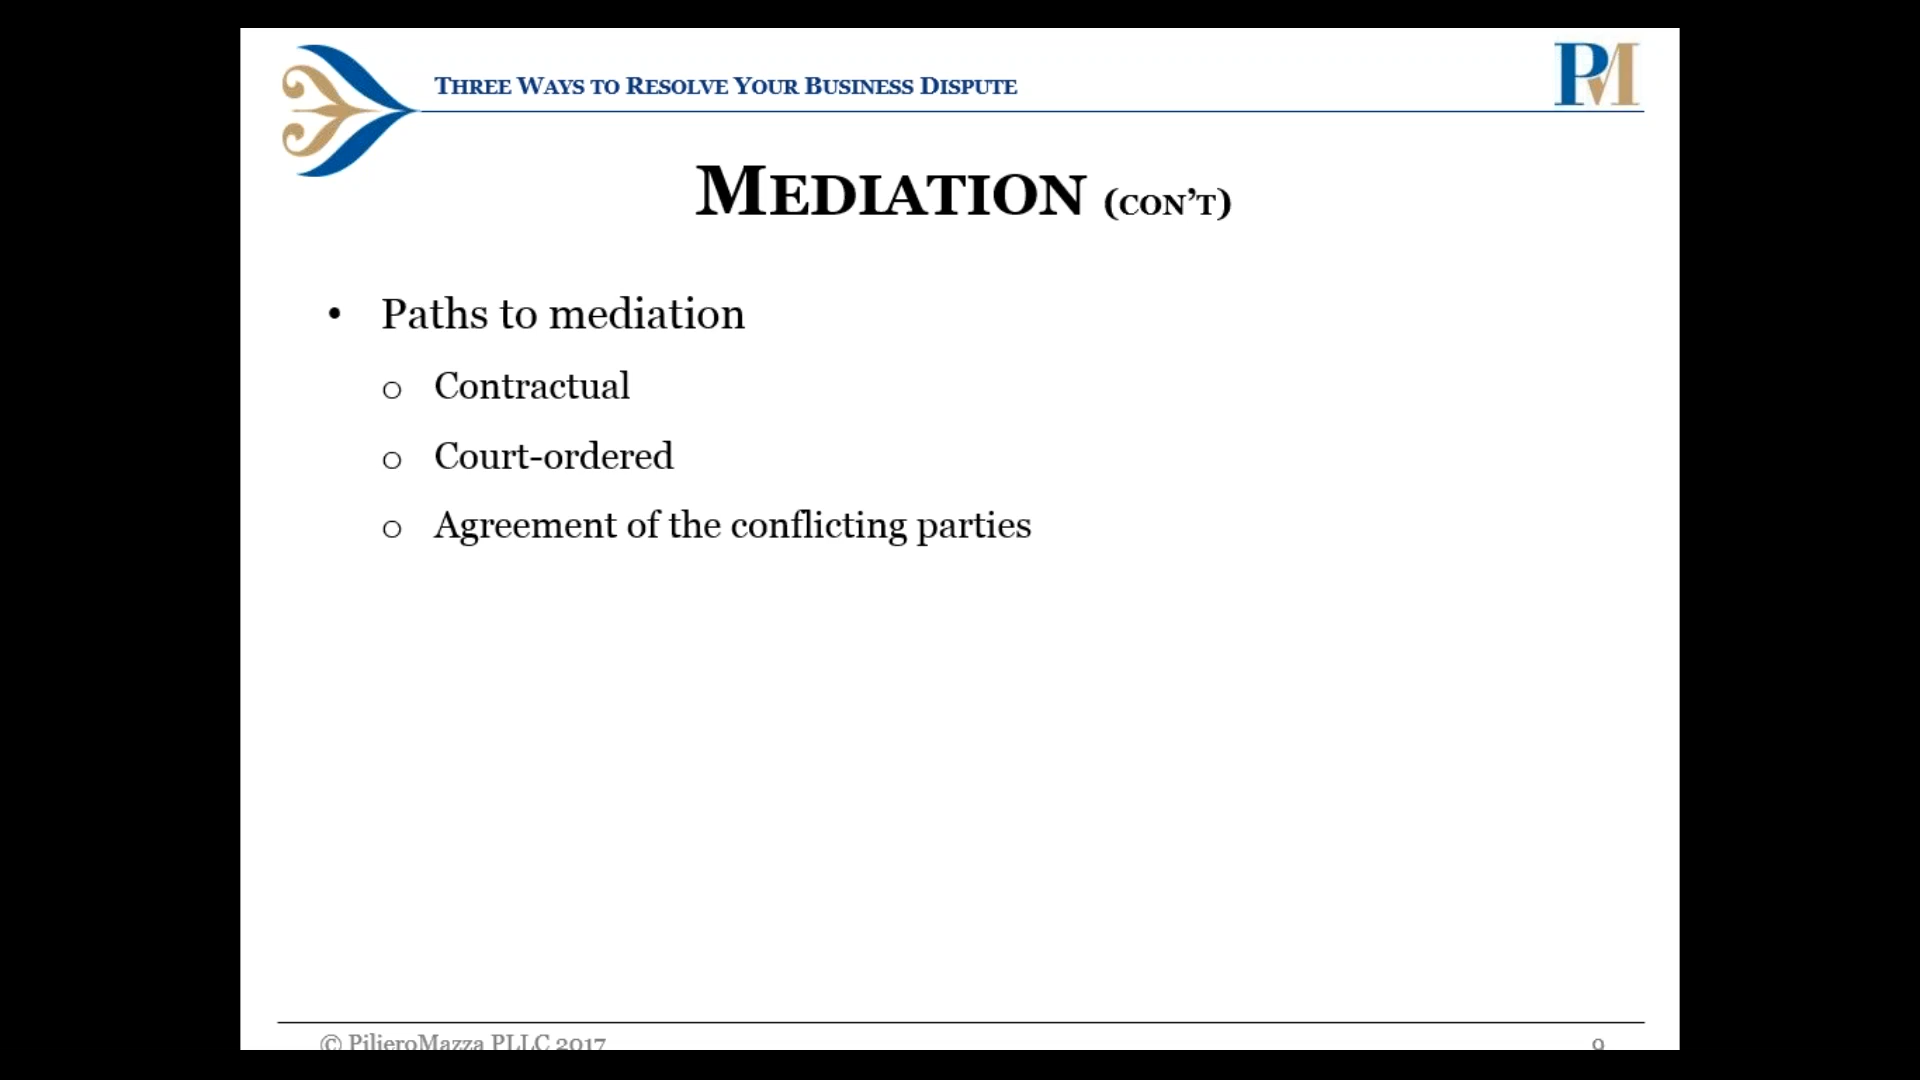 THREE WAYS TO RESOLVE YOUR BUSINESS DISPUTE
PM
MEDIATION (CON'T)
• Paths to mediation
o Contractual
o Court-ordered
o Agreement of the conflicting parties
© PilieroMazza PLLC 2017
9